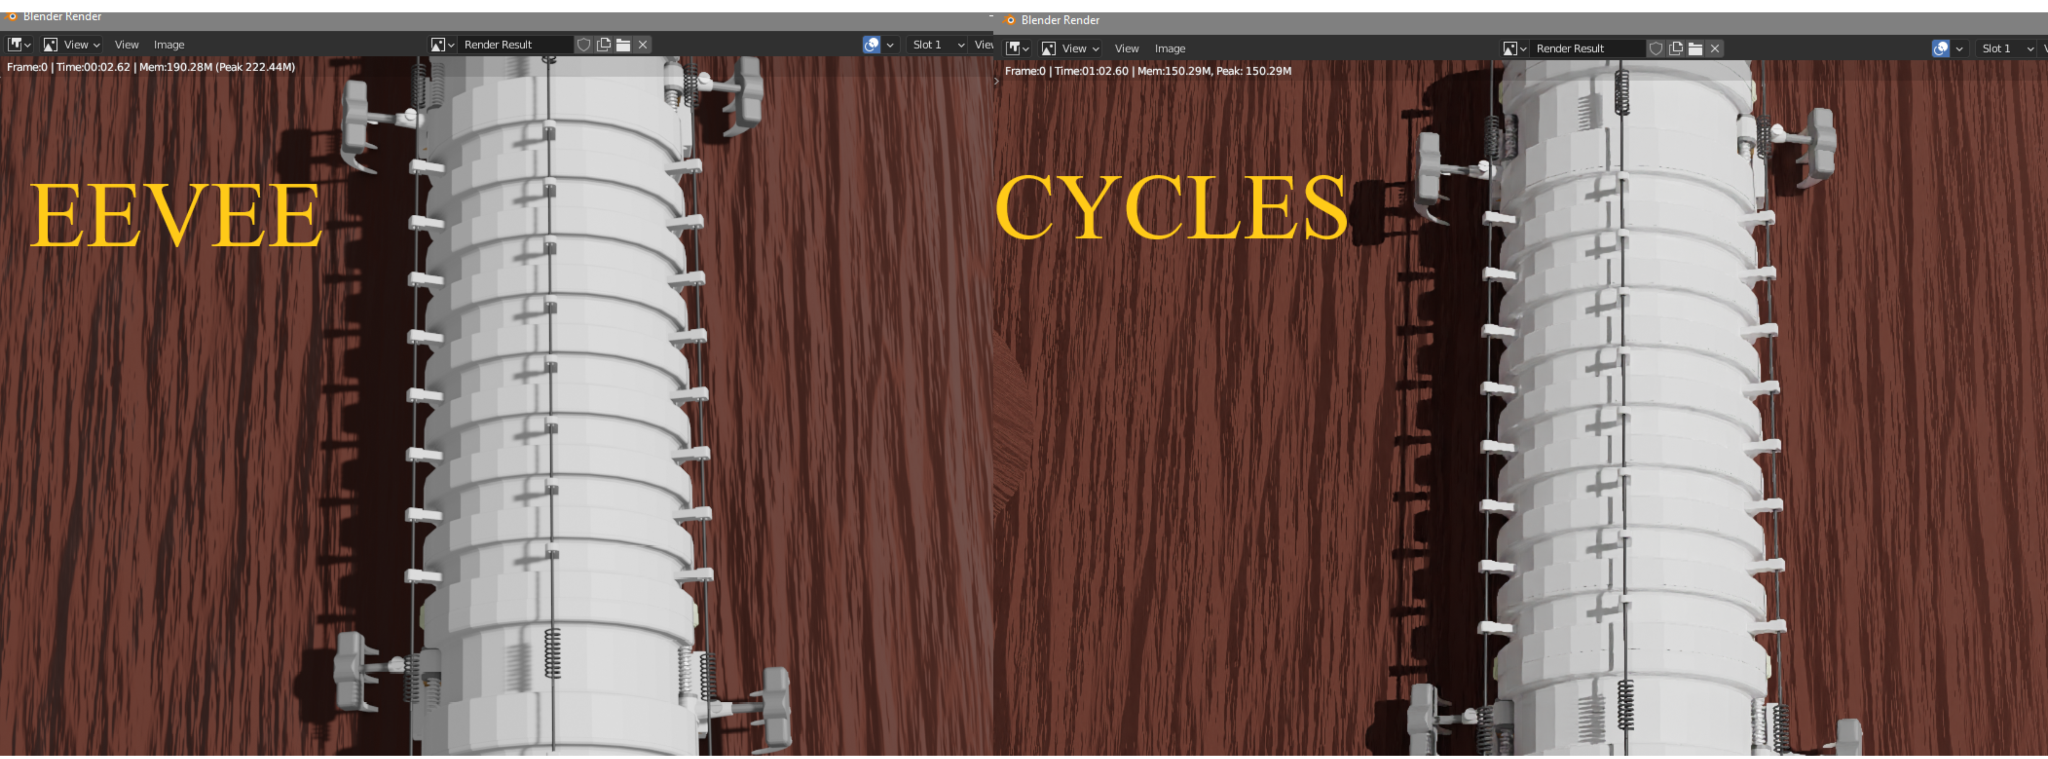 Blender Render
View
View
Image
Render Result
Slot 1
Frame:0 | Time:00:02.62 | Mem:190.28M (Peak 222.44M)
EEVEE
Blender Render
View
View
Image
Render Result
Slot 1
Frame:0 | Time:01:02.60 | Mem:150.29M, Peak: 150.29M
CYCLES